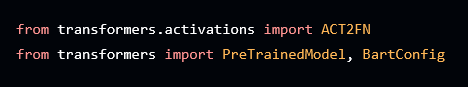 from transformers.activations import ACT2FN
from transformers import PreTrainedModel, BartConfig